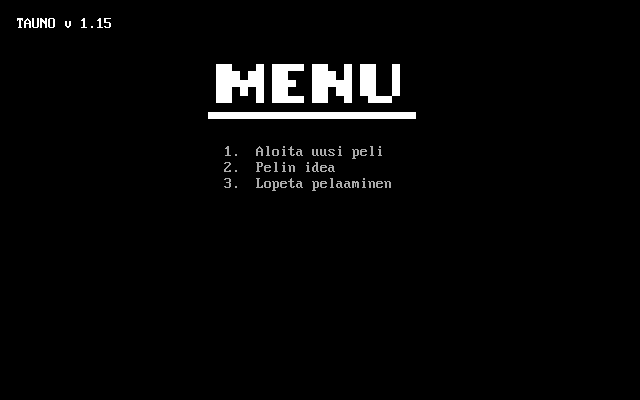 TAUNO v 1.15
MENU
1. Aloita uusi peli
2. Pelin idea
3. Lopeta pelaaminen